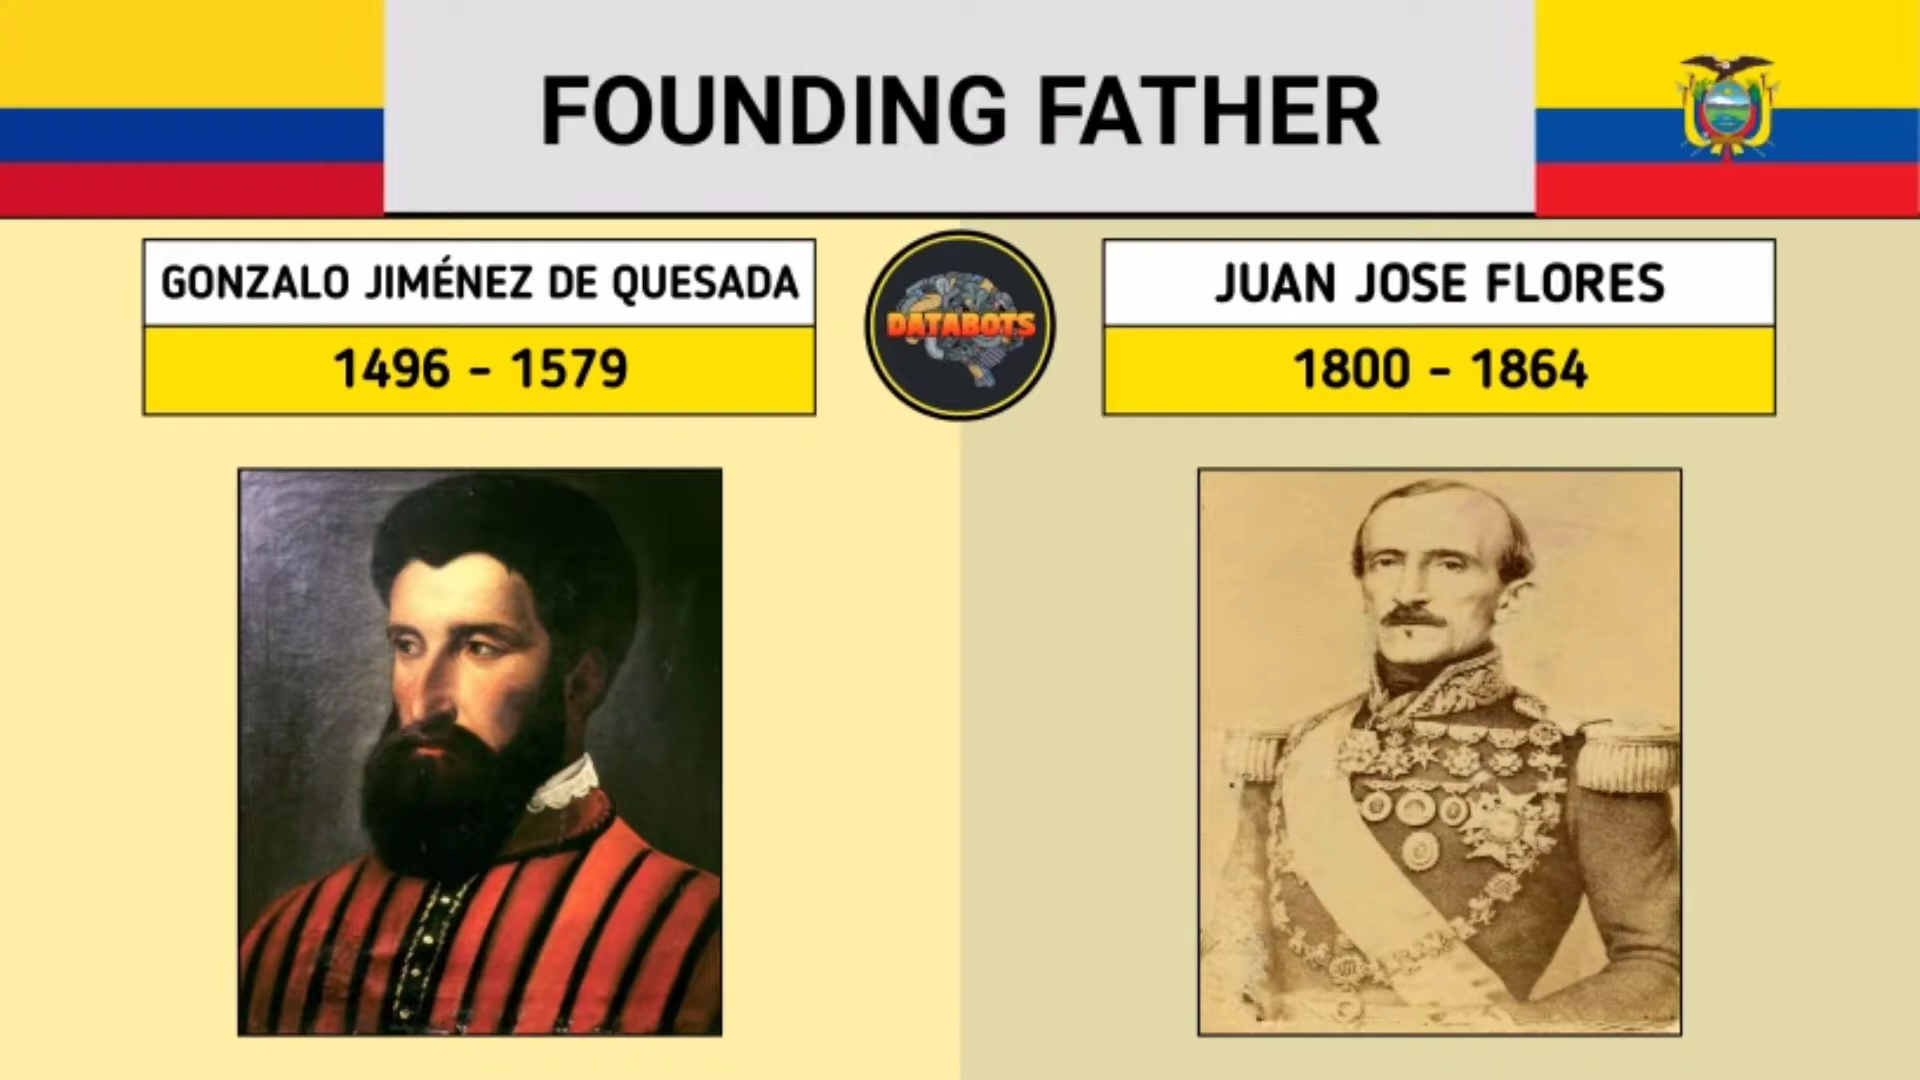 FOUNDING FATHER
GONZALO JIMÉNEZ DE QUESADA
1496 - 1579
DATABOTS
JUAN JOSE FLORES
1800 - 1864